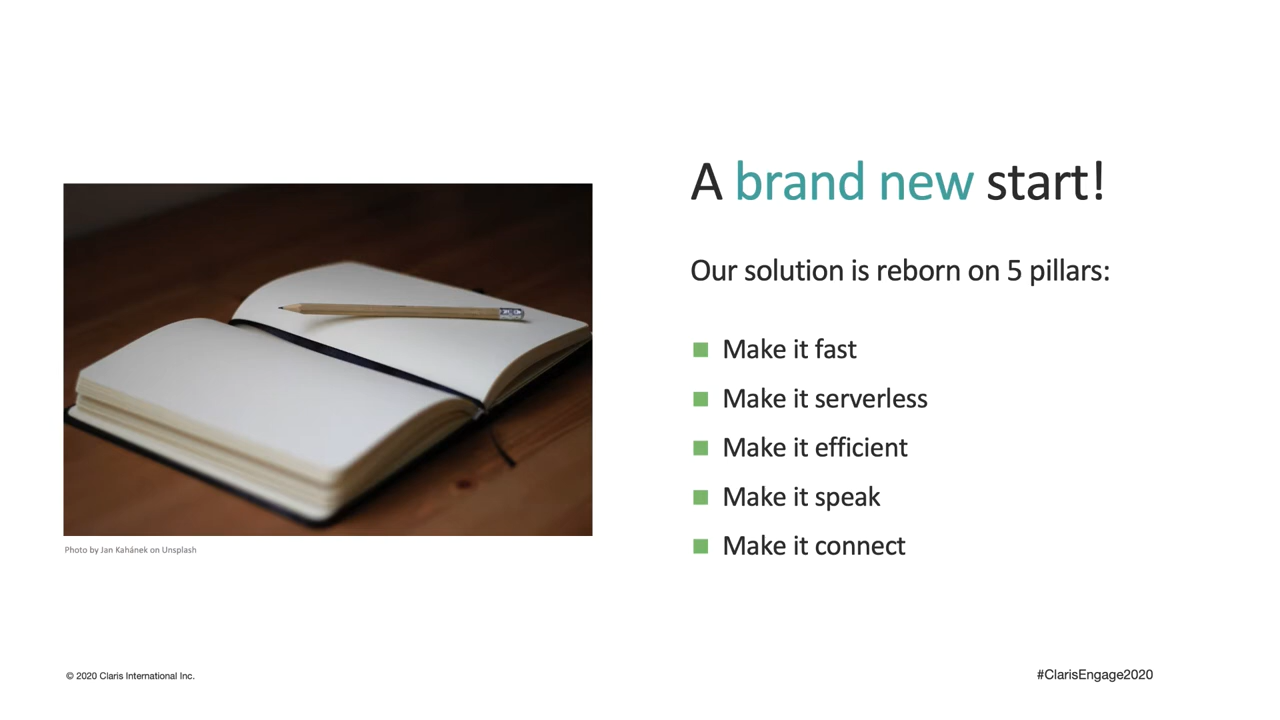 A brand new start!
Our solution is reborn on 5 pillars:
Make it fast
Make it serverless
Make it efficient
Make it speak
Make it connect
Photo by Jan Kahánek on Unsplash
© 2020 Claris International Inc.
#ClarisEngage2020